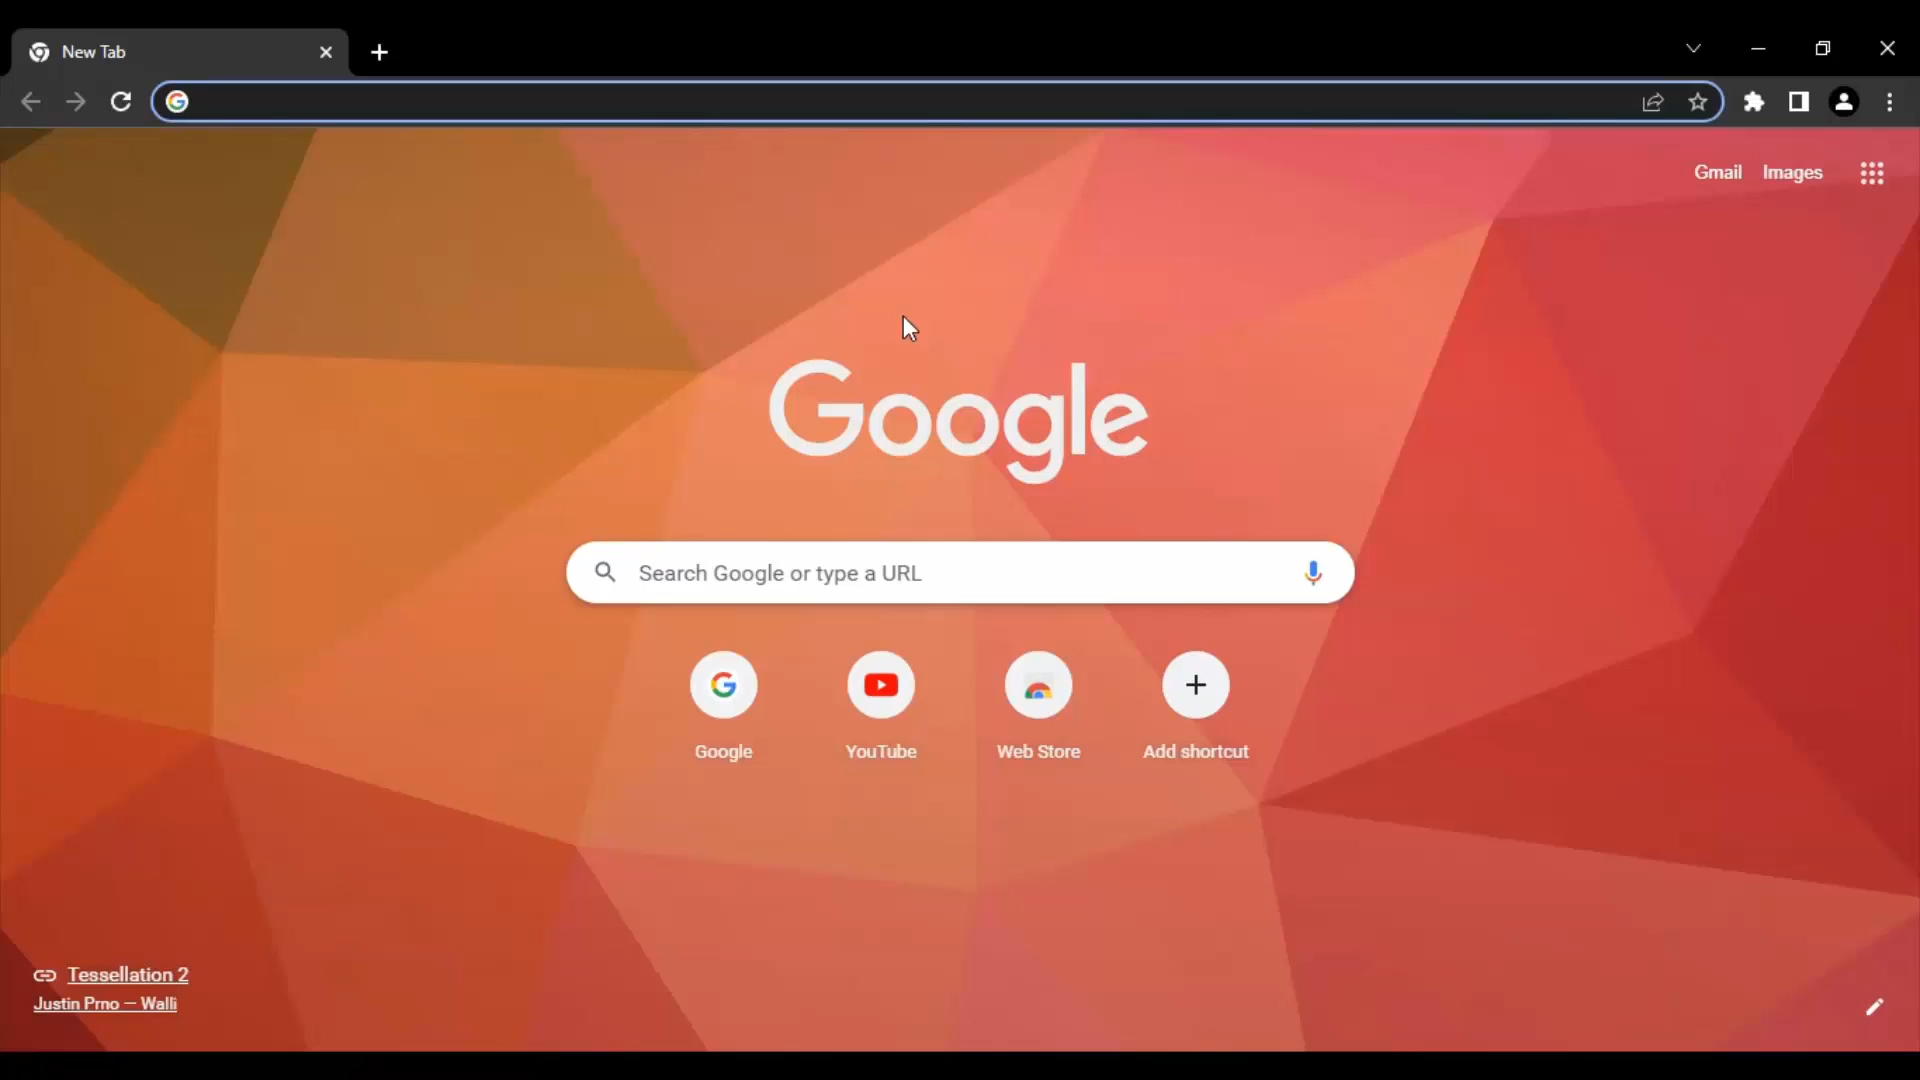 New Tab
Gmail Images
Google
Search Google or type a URL
Google YouTube Web Store Add shortcut
Tessellation 2
Justin Prno — Walli